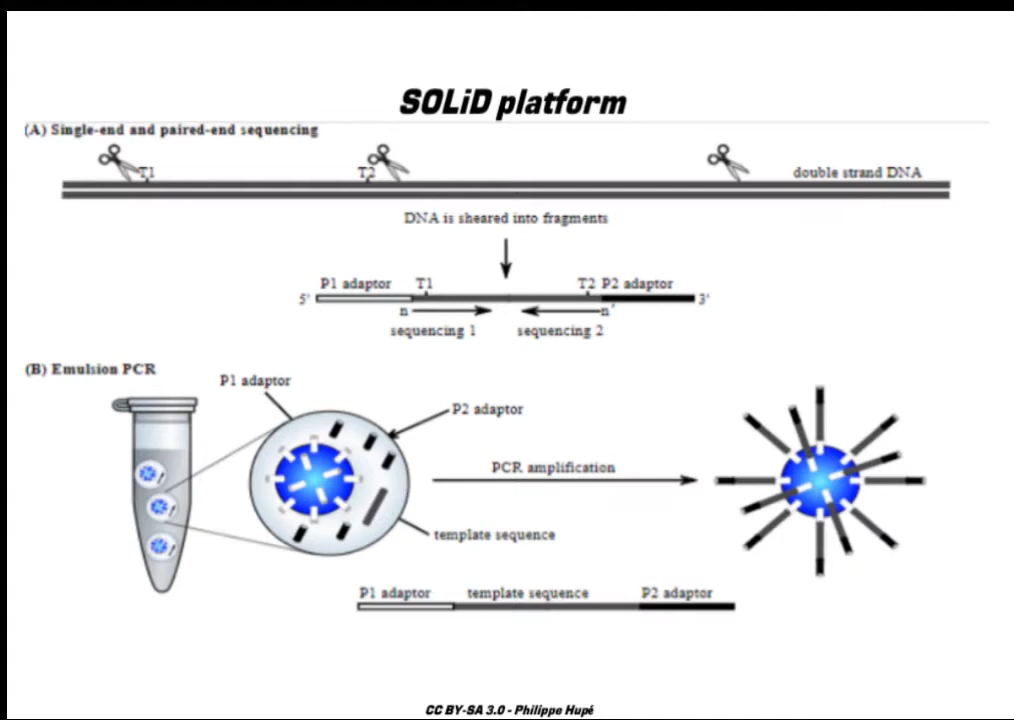 SOLiD platform
(A) Single-end and paired-end sequencing
T1
T2
double strand DNA
DNA is sheared into fragments
P1 adaptor T1 T2 P2 adaptor
5' 3'
n n'
sequencing 1 sequencing 2
(B) Emulsion PCR
P1 adaptor
P2 adaptor
PCR amplification
template sequence
P1 adaptor template sequence P2 adaptor
CC BY-SA 3.0 - Philippe Hupé